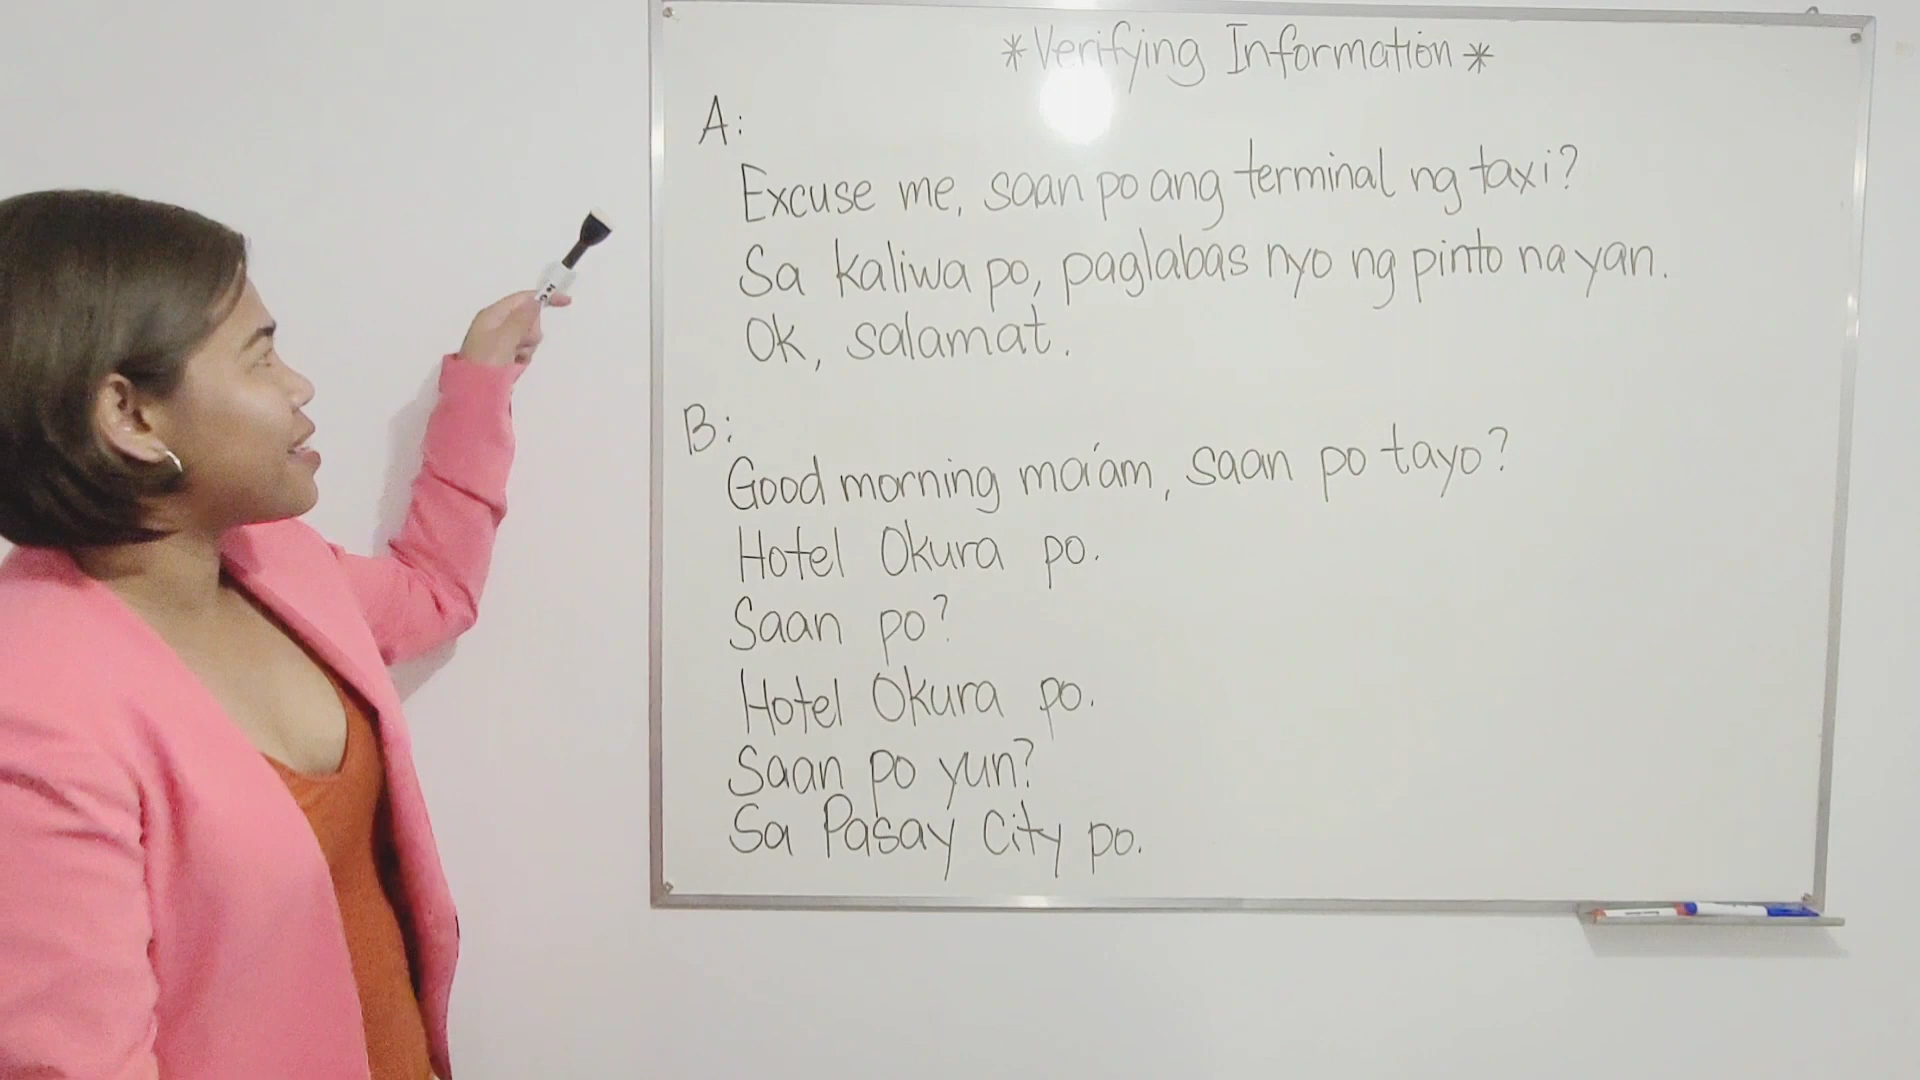 *Verifying Information*
A:
Excuse me, saan po ang terminal ng taxi?
Sa kaliwa po, paglabas nyo ng pinto na yan.
Ok, salamat.
B:
Good morning ma'am, saan po tayo?
Hotel Okura po.
Saan po?
Hotel Okura po.
Saan po yun?
Sa Pasay City po.